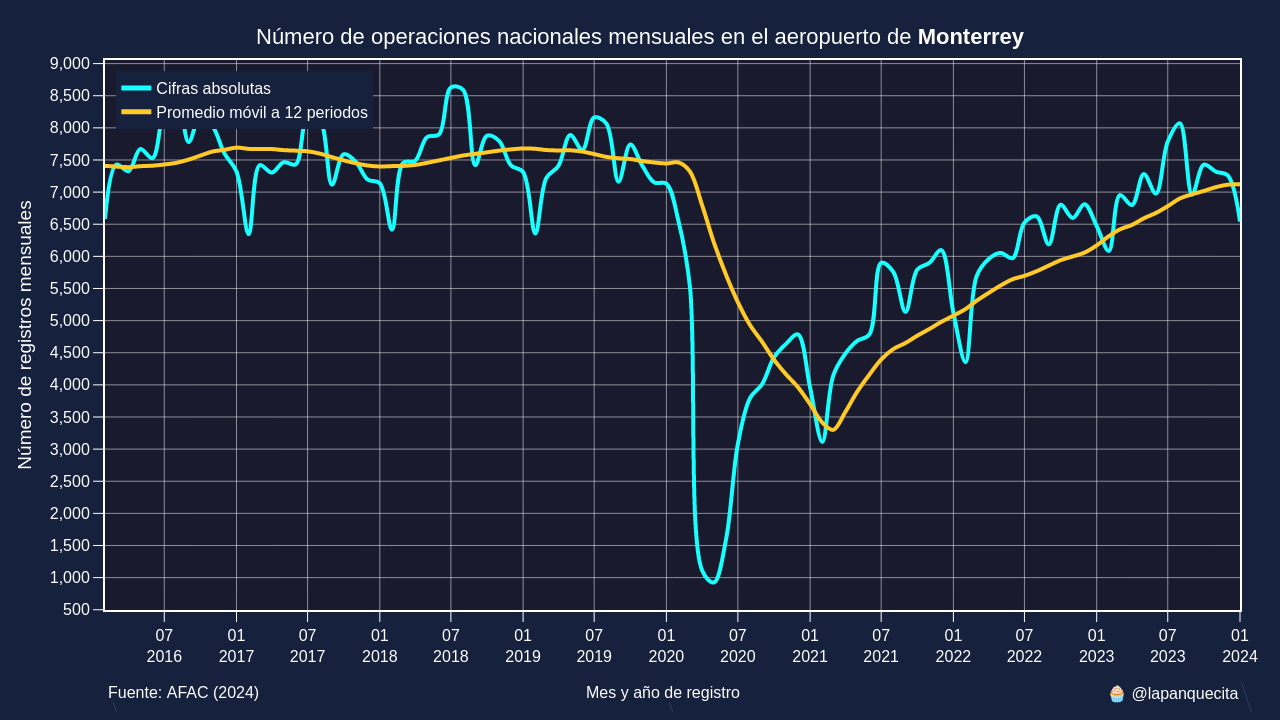 Número de operaciones nacionales mensuales en el aeropuerto de Monterrey
Cifras absolutas
Promedio móvil a 12 periodos
Número de registros mensuales
9,000
8,500
8,000
7,500
7,000
6,500
6,000
5,500
5,000
4,500
4,000
3,500
3,000
2,500
2,000
1,500
1,000
500
07 01 07 01 07 01 07 01 07 01 07 01 07 01 07 01
2016 2017 2017 2018 2018 2019 2019 2020 2020 2021 2021 2022 2022 2023 2023 2024
Fuente: AFAC (2024) Mes y año de registro 🧁 @lapanquecita